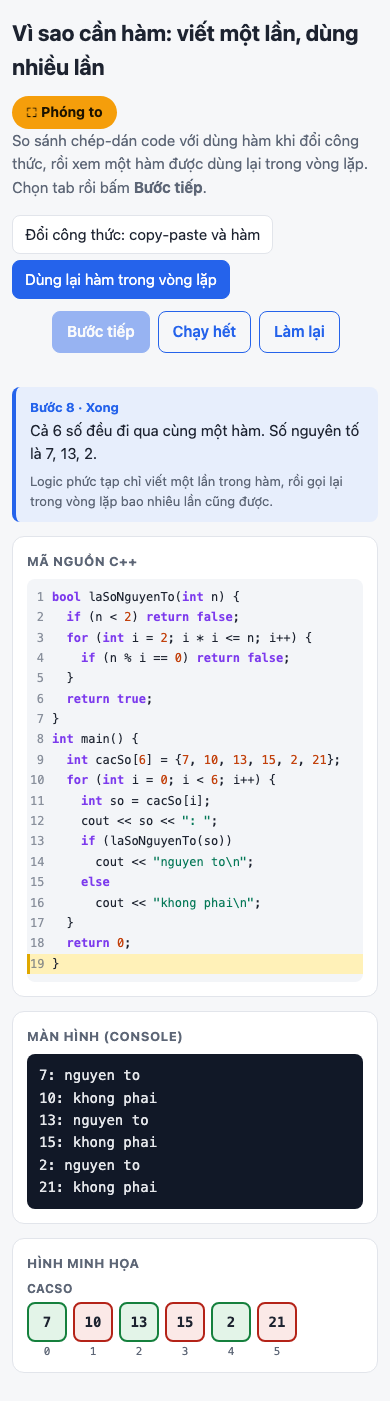 Vì sao cần hàm: viết một lần, dùng
nhiều lần
⛶ Phóng to
So sánh chép-dán code với dùng hàm khi đổi công
thức, rồi xem một hàm được dùng lại trong vòng lặp.
Chọn tab rồi bấm Bước tiếp.
Đổi công thức: copy-paste và hàm
Dùng lại hàm trong vòng lặp
Bước tiếp Chạy hết Làm lại
Bước 8 · Xong
Cả 6 số đều đi qua cùng một hàm. Số nguyên tố
là 7, 13, 2.
Logic phức tạp chỉ viết một lần trong hàm, rồi gọi lại
trong vòng lặp bao nhiêu lần cũng được.
MÃ NGUỒN C++
1 bool laSoNguyenTo(int n) {
2   if (n < 2) return false;
3   for (int i = 2; i * i <= n; i++) {
4     if (n % i == 0) return false;
5   }
6   return true;
7 }
8 int main() {
9   int cacSo[6] = {7, 10, 13, 15, 2, 21};
10   for (int i = 0; i < 6; i++) {
11     int so = cacSo[i];
12     cout << so << ": ";
13     if (laSoNguyenTo(so))
14       cout << "nguyen to\n";
15     else
16       cout << "khong phai\n";
17   }
18   return 0;
19 }
MÀN HÌNH (CONSOLE)
7: nguyen to
10: khong phai
13: nguyen to
15: khong phai
2: nguyen to
21: khong phai
HÌNH MINH HỌA
CACSO
7 10 13 15 2 21
0 1 2 3 4 5